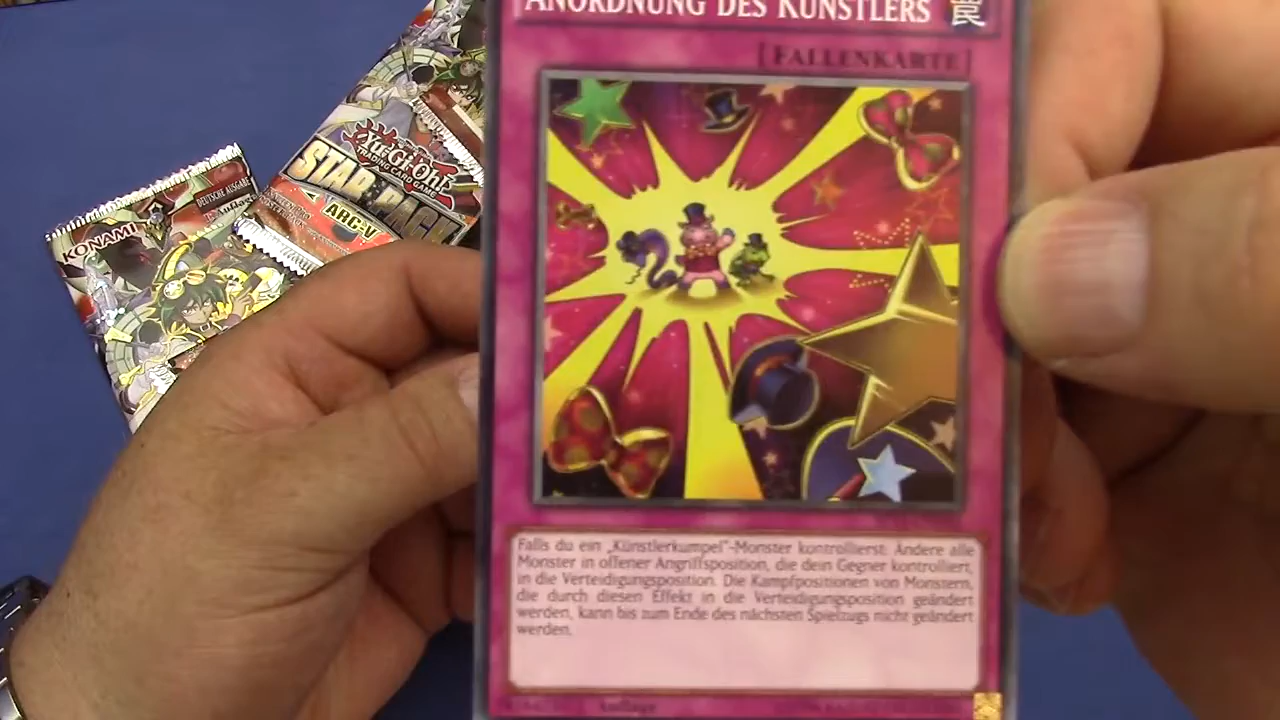 ANORDNUNG DES KÜNSTLERS
罠
[FALLENKARTE]
Falls du ein „Künstlerkumpel"-Monster kontrollierst: Ändere alle
Monster in offener Angriffsposition, die dein Gegner kontrolliert,
in die Verteidigungsposition. Die Kampfpositionen von Monstern,
die durch diesen Effekt in die Verteidigungsposition geändert
werden, kann bis zum Ende des nächsten Spielzugs nicht geändert
werden.
Auflage
Yu-Gi-Oh!
TRADING CARD GAME
STAR PACK
ARC-V
KONAMI
DEUTSCHE AUSGABE
1. Auflage